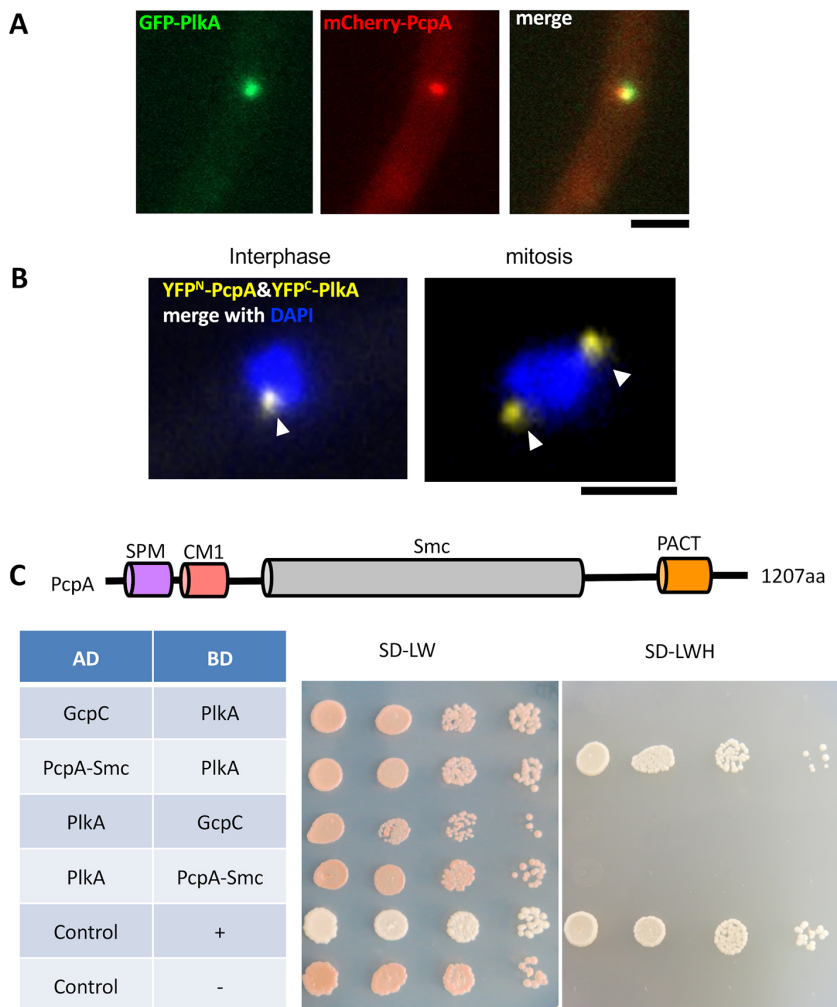 A
GFP-PlkA
mCherry-PcpA
merge
B
Interphase
mitosis
YFPᴺ-PcpA&YFPᶜ-PlkA
merge with DAPI
C
SPM
CM1
Smc
PACT
PcpA
1207aa
AD BD
SD-LW
SD-LWH
GcpC PlkA
PcpA-Smc PlkA
PlkA GcpC
PlkA PcpA-Smc
Control +
Control -